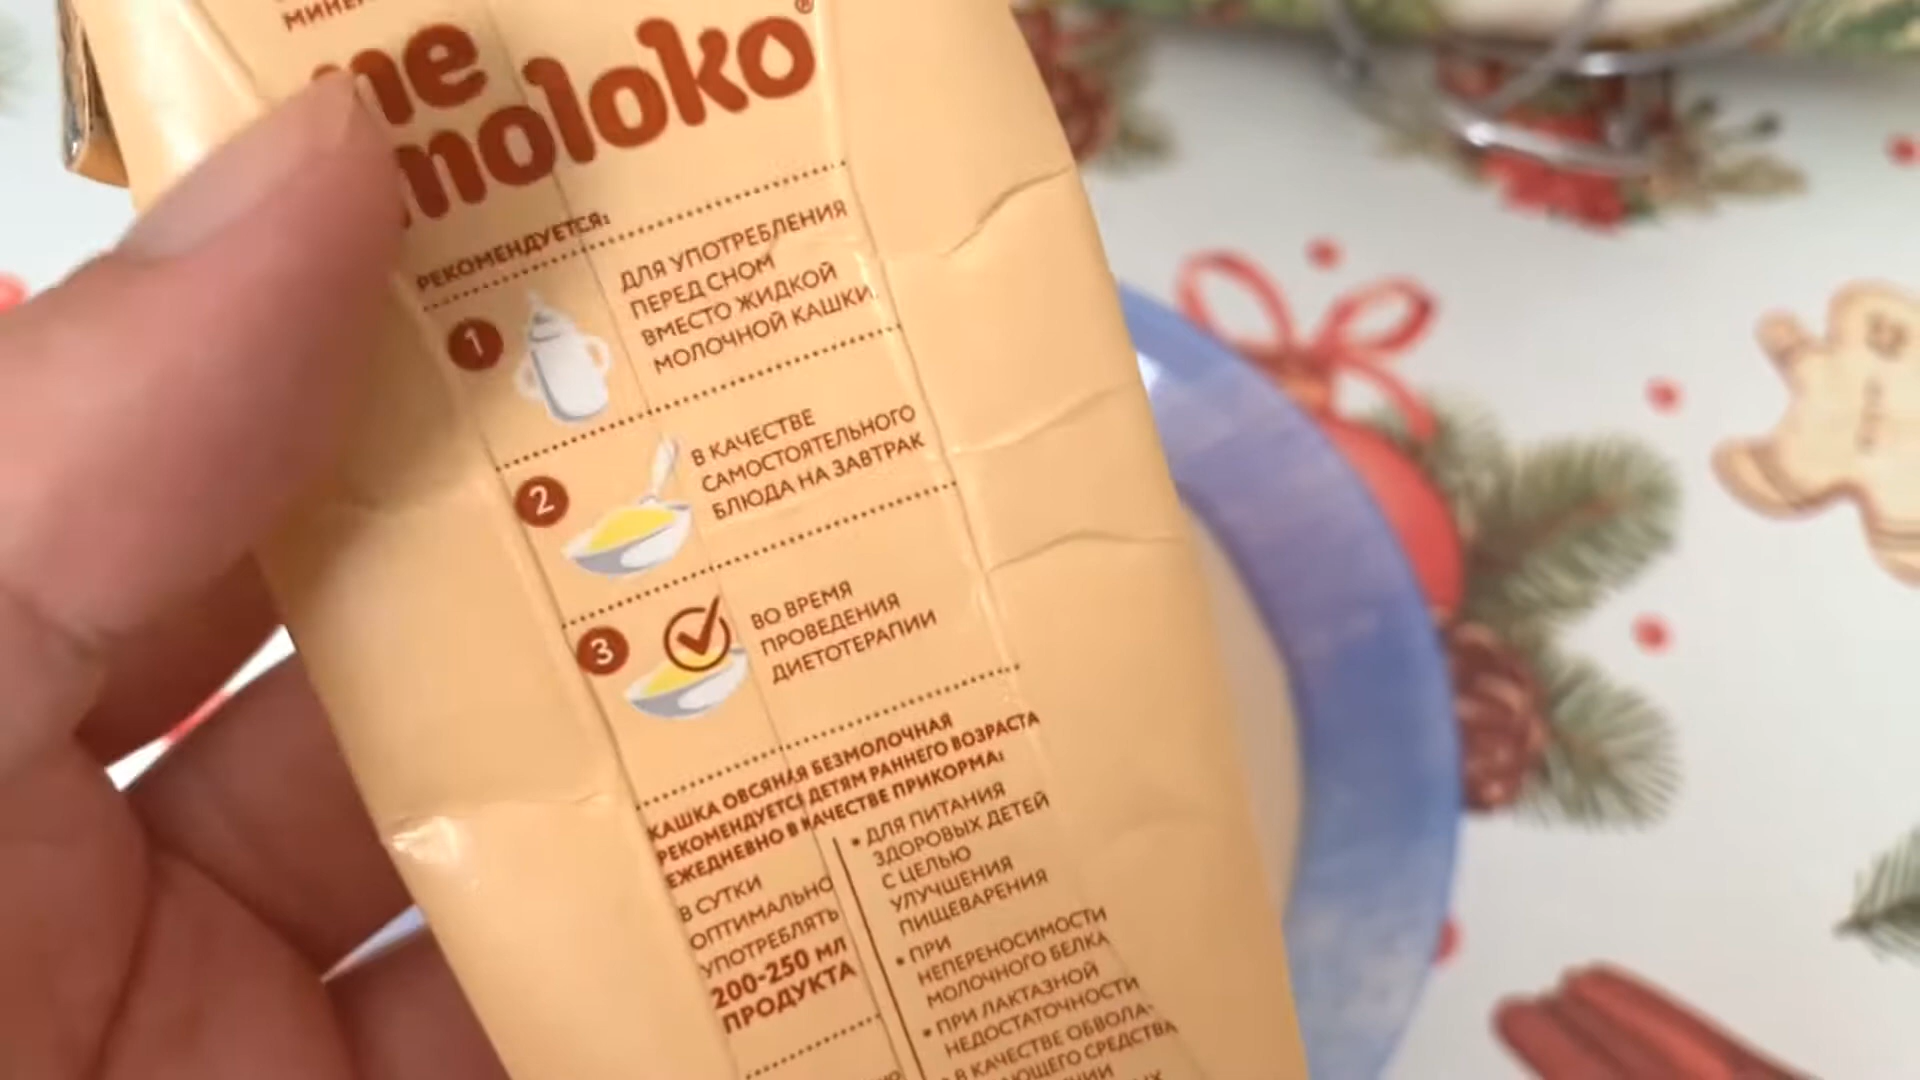 ne
moloko®
РЕКОМЕНДУЕТСЯ:
1
ДЛЯ УПОТРЕБЛЕНИЯ
ПЕРЕД СНОМ
ВМЕСТО ЖИДКОЙ
МОЛОЧНОЙ КАШКИ
2
В КАЧЕСТВЕ
САМОСТОЯТЕЛЬНОГО
БЛЮДА НА ЗАВТРАК
3
ВО ВРЕМЯ
ПРОВЕДЕНИЯ
ДИЕТОТЕРАПИИ
КАШКА ОВСЯНАЯ БЕЗМОЛОЧНАЯ
РЕКОМЕНДУЕТСЯ ДЕТЯМ РАННЕГО ВОЗРАСТА
ЕЖЕДНЕВНО В КАЧЕСТВЕ ПРИКОРМА:
В СУТКИ
ОПТИМАЛЬНО
УПОТРЕБЛЯТЬ
200-250 МЛ
ПРОДУКТА
• ДЛЯ ПИТАНИЯ
ЗДОРОВЫХ ДЕТЕЙ
С ЦЕЛЬЮ
УЛУЧШЕНИЯ
ПИЩЕВАРЕНИЯ
• ПРИ
НЕПЕРЕНОСИМОСТИ
МОЛОЧНОГО БЕЛКА
• ПРИ ЛАКТАЗНОЙ
НЕДОСТАТОЧНОСТИ
• В КАЧЕСТВЕ ОБВОЛА-
ЮЩЕГО СРЕДСТВА